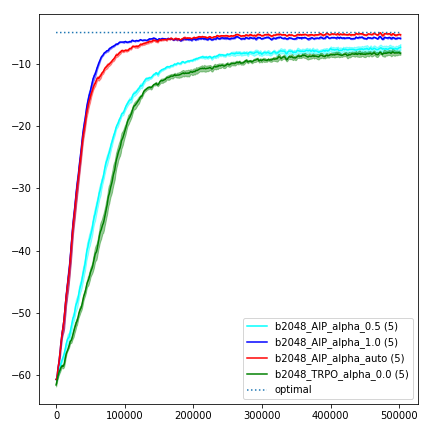 −10
−20
−30
−40
−50
−60
0
100000
200000
300000
400000
500000
b2048_AIP_alpha_0.5 (5)
b2048_AIP_alpha_1.0 (5)
b2048_AIP_alpha_auto (5)
b2048_TRPO_alpha_0.0 (5)
optimal